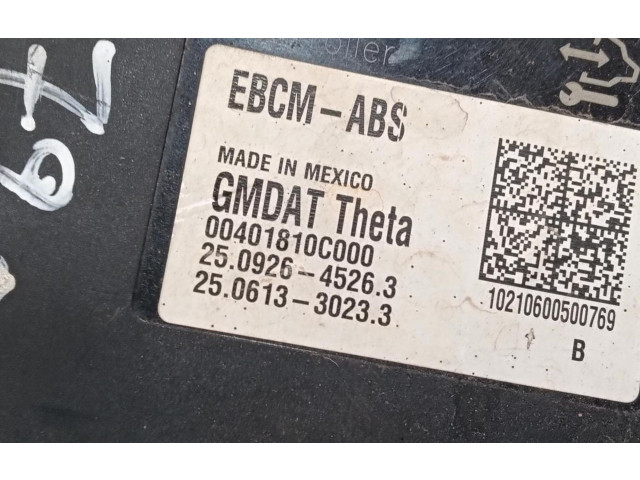 EBCM-ABS
MADE IN MEXICO
GMDAT Theta
00401810C000
25.0926-4526.3
25.0613-3023.3
10210600500769
B